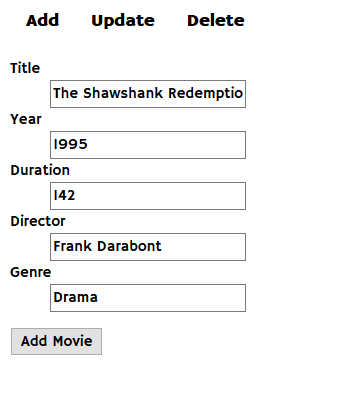 Add Update Delete
Title
The Shawshank Redemptio
Year
1995
Duration
142
Director
Frank Darabont
Genre
Drama
Add Movie